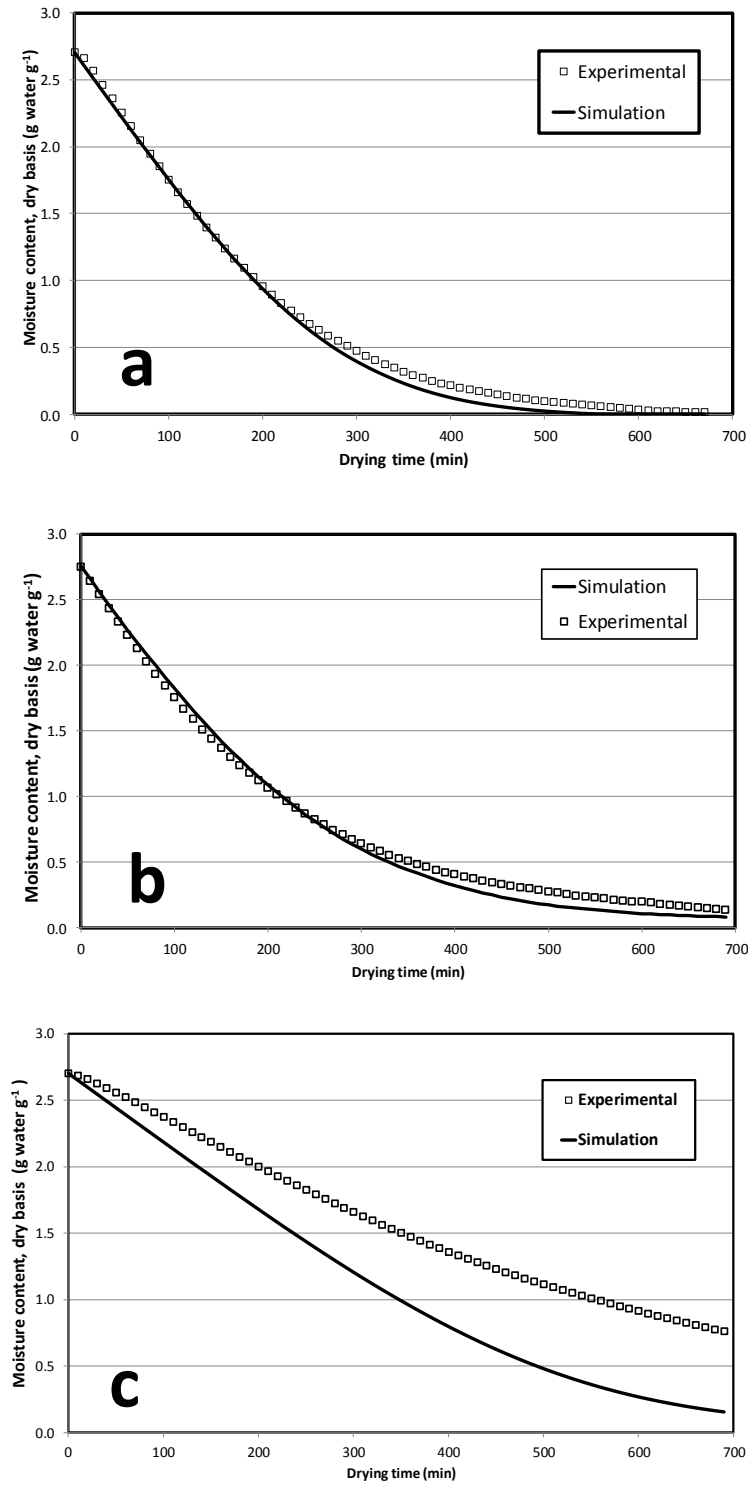 3.0
2.5
2.0
1.5
1.0
0.5
0.0
Moisture content, dry basis (g water g⁻¹)
Experimental
Simulation
a
0 100 200 300 400 500 600 700
Drying time (min)
3.0
2.5
2.0
1.5
1.0
0.5
0.0
Moisture content, dry basis (g water g⁻¹)
Simulation
Experimental
b
0 100 200 300 400 500 600 700
Drying time (min)
3.0
2.5
2.0
1.5
1.0
0.5
0.0
Moisture content, dry basis (g water g⁻¹ )
Experimental
Simulation
c
0 100 200 300 400 500 600 700
Drying time (min)